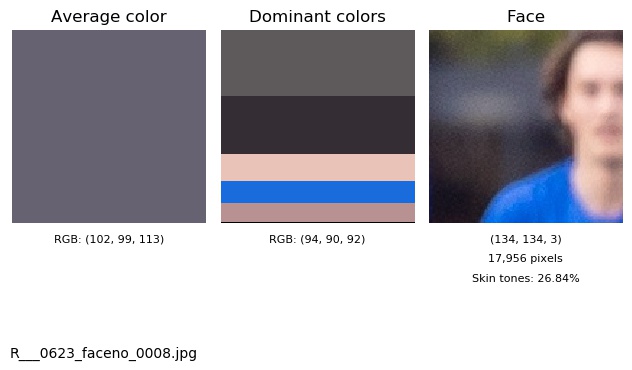 Average color
Dominant colors
Face
RGB: (102, 99, 113)
RGB: (94, 90, 92)
(134, 134, 3)
17,956 pixels
Skin tones: 26.84%
R___0623_faceno_0008.jpg